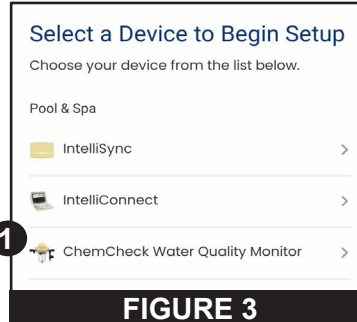 Select a Device to Begin Setup
Choose your device from the list below.
Pool & Spa
IntelliSync
IntelliConnect
1
ChemCheck Water Quality Monitor
FIGURE 3